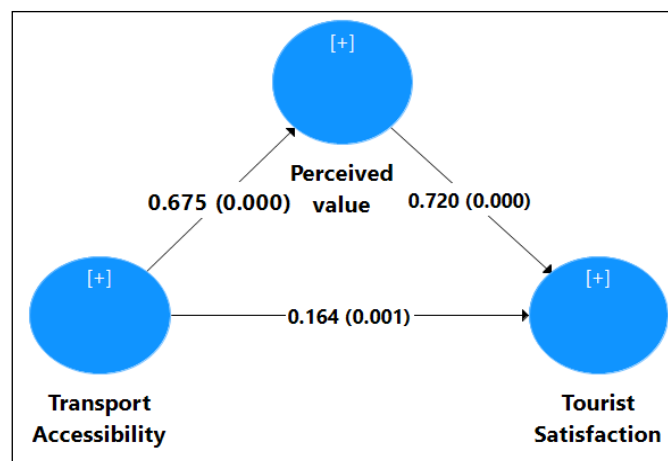 [+]
Perceived
value
0.675 (0.000)
0.720 (0.000)
[+]
[+]
0.164 (0.001)
Transport
Accessibility
Tourist
Satisfaction